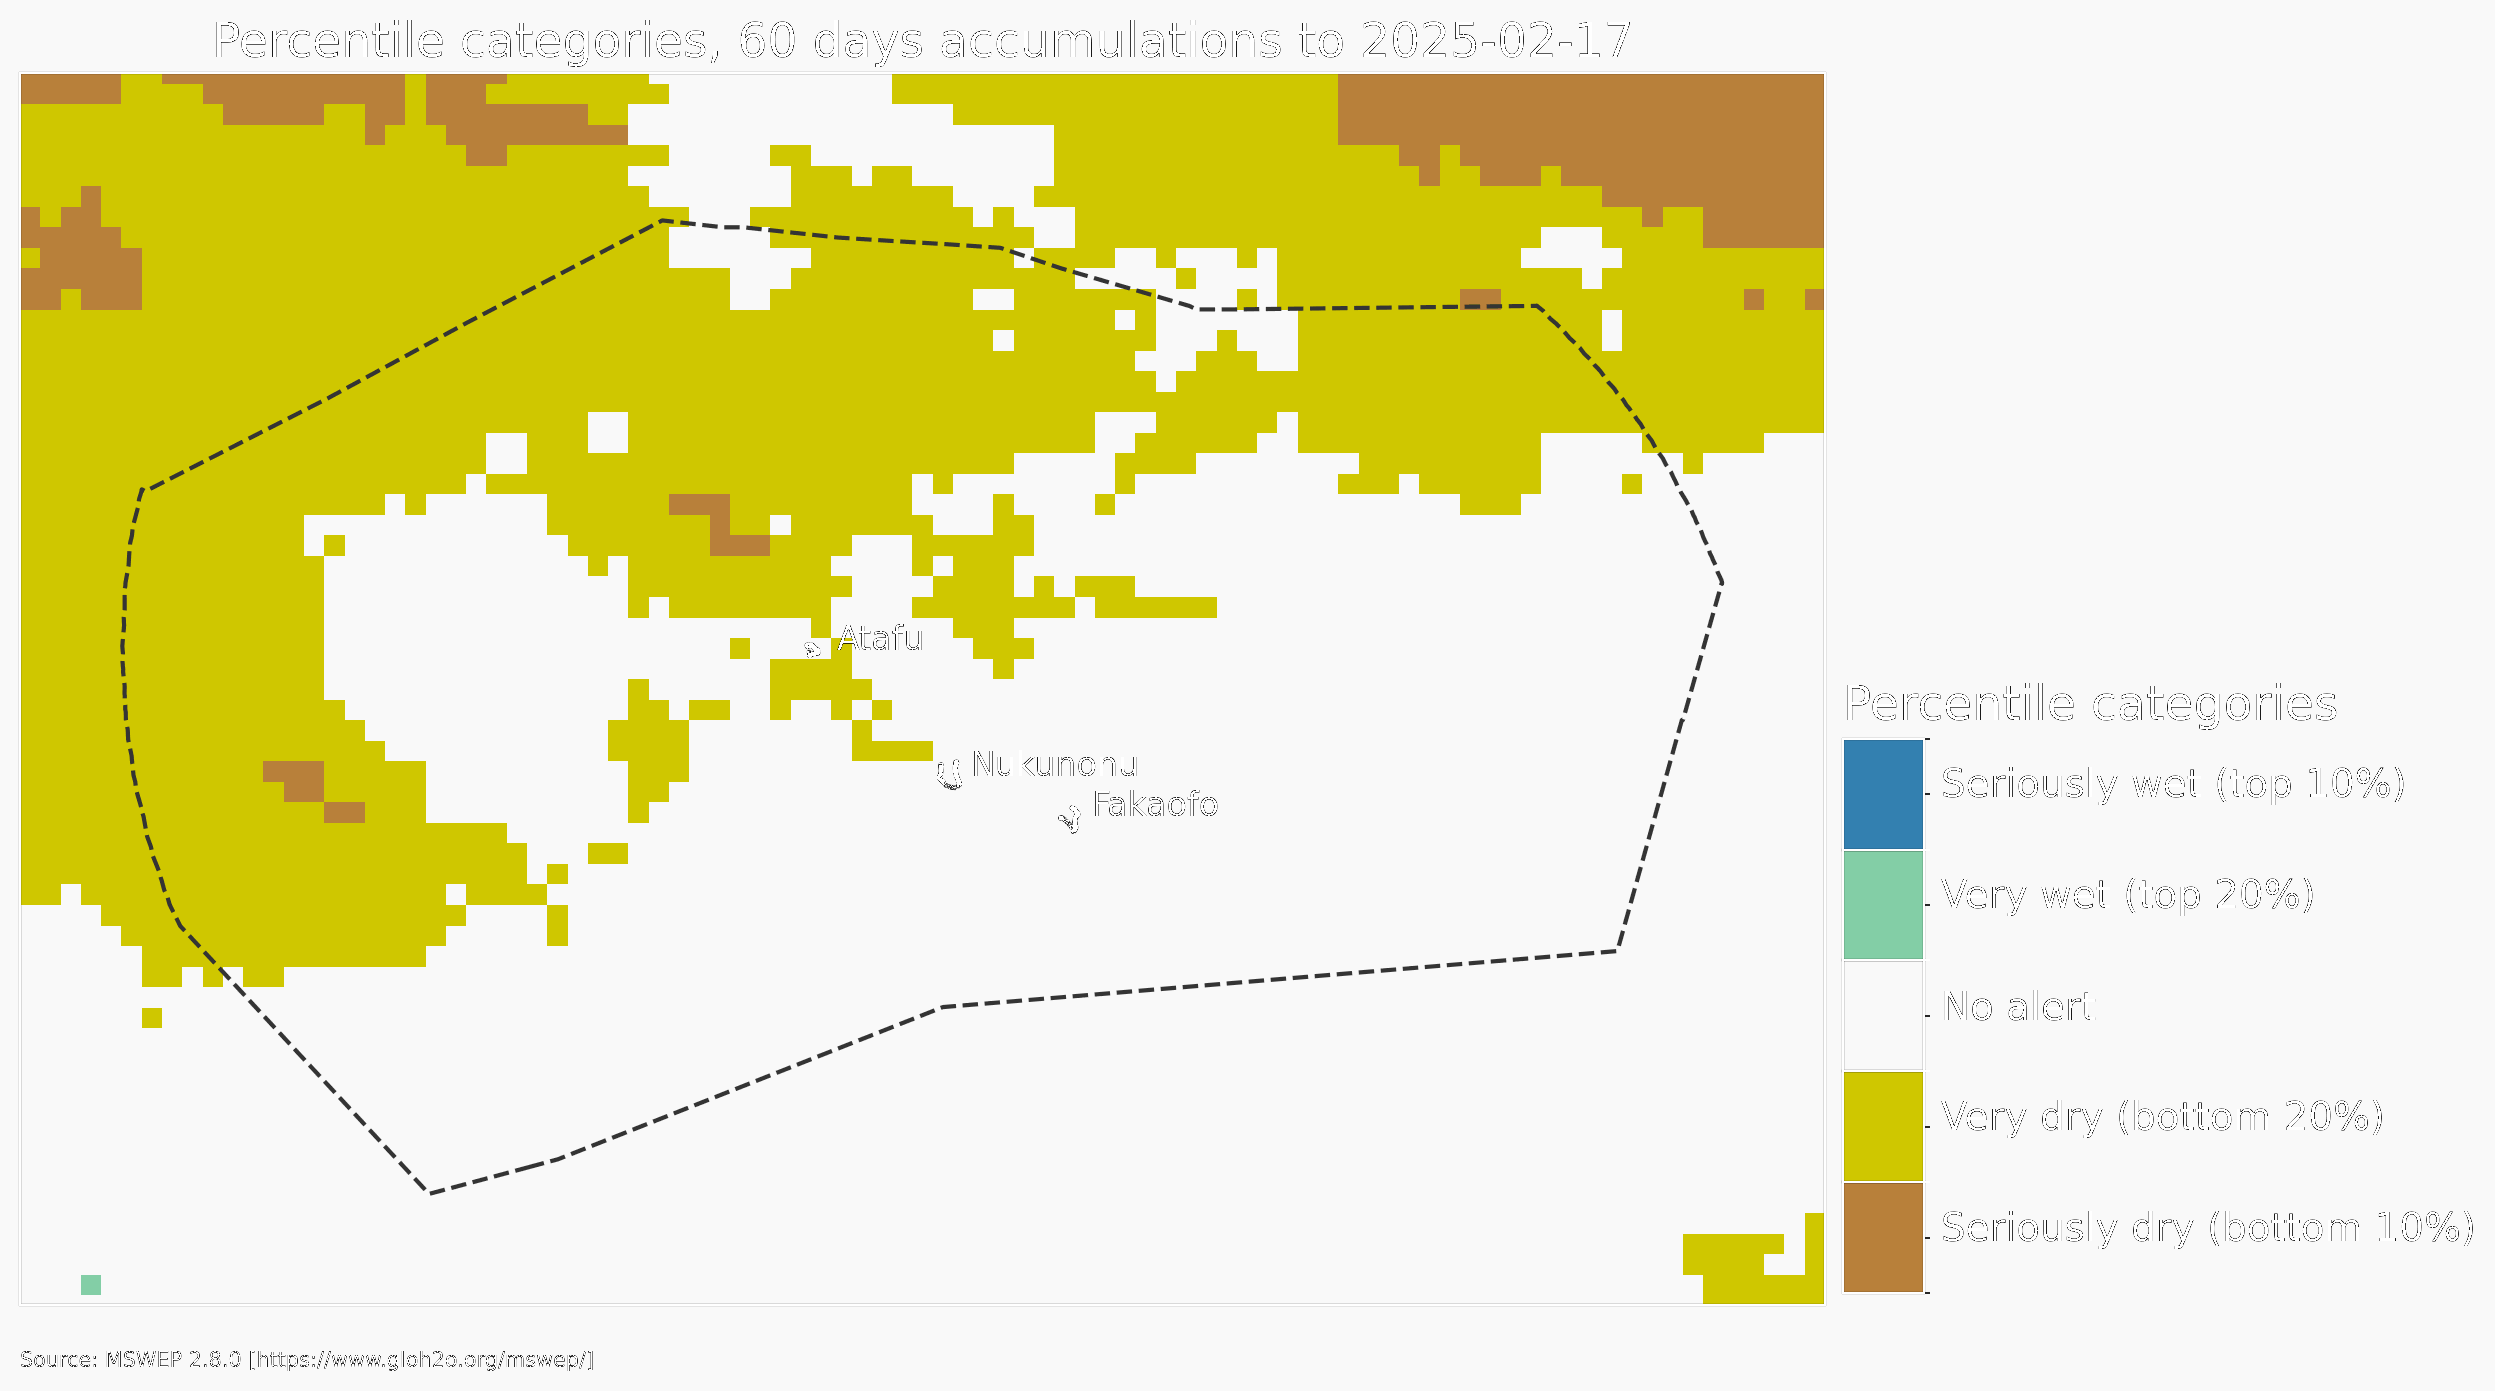 Percentile categories, 60 days accumulations to 2025-02-17
Atafu
Nukunonu
Fakaofo
Percentile categories
Seriously wet (top 10%)
Very wet (top 20%)
No alert
Very dry (bottom 20%)
Seriously dry (bottom 10%)
Source: MSWEP 2.8.0 [https://www.gloh2o.org/mswep/]